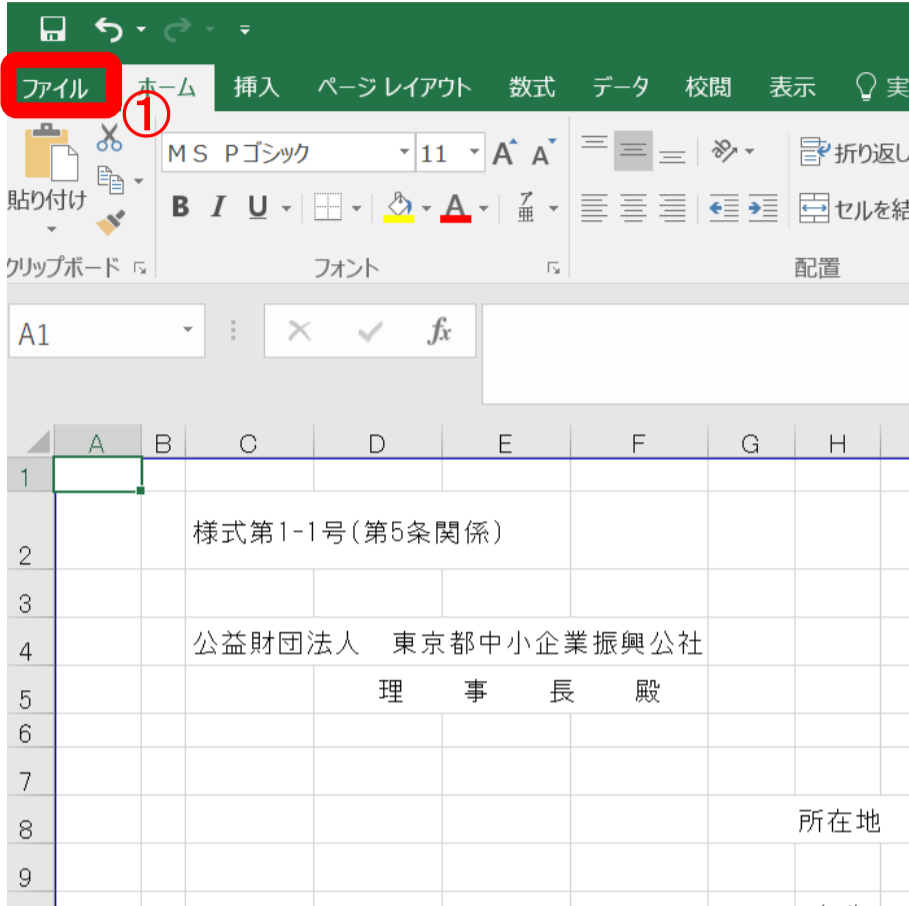 ファイル ホーム 挿入 ページ レイアウト 数式 データ 校閲 表示 実
①
ＭＳ Ｐゴシック 11 A A 折り返し
貼り付け B I U A ア亜 セルを結
クリップボード フォント 配置
A1 fx
A B C D E F G H
1
2 様式第1-1号(第5条関係)
3
4 公益財団法人　東京都中小企業振興公社
5 理　事　長　殿
6
7
8 所在地
9